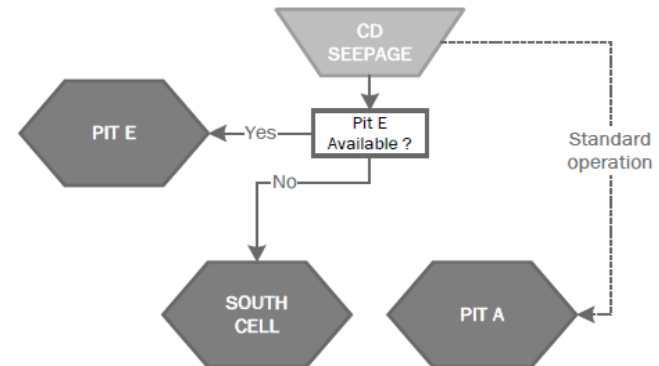 CD
SEEPAGE
PIT E
Yes
Pit E
Available ?
Standard
operation
No
SOUTH
CELL
PIT A